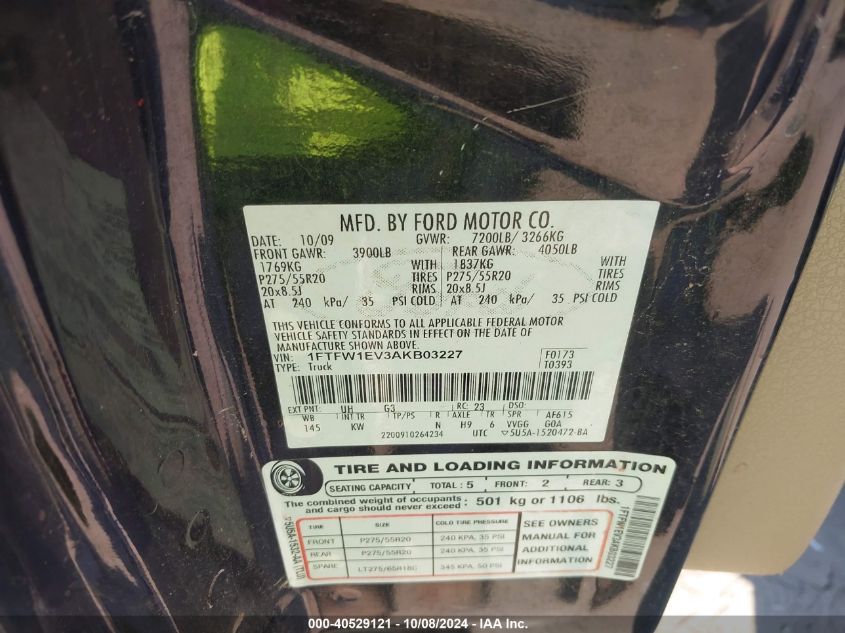 MFD. BY FORD MOTOR CO.
DATE: 10/09 GVWR: 7200LB/ 3266KG
FRONT GAWR: 3900LB REAR GAWR: 4050LB
1769KG WITH 1837KG WITH
P275/55R20 TIRES P275/55R20 TIRES
20x8.5J RIMS 20x8.5J RIMS
AT 240 kPa/ 35 PSI COLD AT 240 kPa/ 35 PSI COLD
THIS VEHICLE CONFORMS TO ALL APPLICABLE FEDERAL MOTOR
VEHICLE SAFETY STANDARDS IN EFFECT ON THE DATE OF
MANUFACTURE SHOWN ABOVE.
VIN: 1FTFW1EV3AKB03227 F0173
TYPE: Truck T0393
EXT PNT: UH G3 RC: 23 DSO:
WB INT TR TP/PS R AXLE TR SPR AF615
145 KW N H9 6 VVGG G0A
2200910264234 UTC ▽5U5A-1520472-BA
TIRE AND LOADING INFORMATION
SEATING CAPACITY TOTAL: 5 FRONT: 2 REAR: 3
The combined weight of occupants and cargo should never exceed: 501 kg or 1106 lbs.
TIRE SIZE COLD TIRE PRESSURE
FRONT P275/55R20 240 KPA, 35 PSI
REAR P275/55R20 240 KPA, 35 PSI
SPARE LT275/65R18C 345 KPA, 50 PSI
SEE OWNERS
MANUAL FOR
ADDITIONAL
INFORMATION
1FTFW1EV3AKB03227
000-40529121 - 10/08/2024 - IAA Inc.